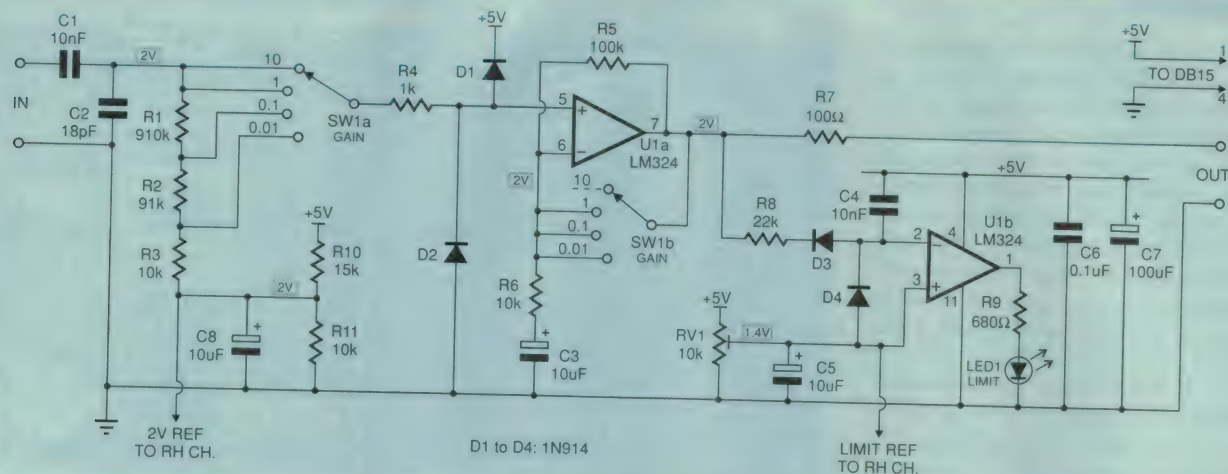 C1
10nF
IN
C2
18pF
2V
R1
910k
R2
91k
R3
10k
10
1
0.1
0.01
SW1a
GAIN
R4
1k
+5V
D1
D2
+5V
R10
15k
2V
R11
10k
C8
10uF
+
2V REF
TO RH CH.
R5
100k
5
+
6
−
7
U1a
LM324
2V
2V
10
1
0.1
0.01
SW1b
GAIN
R6
10k
+
C3
10uF
D1 to D4: 1N914
R7
100Ω
R8
22k
D3
D4
C4
10nF
+5V
RV1
10k
1.4V
+
C5
10uF
LIMIT REF
TO RH CH.
+5V
2
−
3
+
4
11
1
U1b
LM324
R9
680Ω
LED1
LIMIT
C6
0.1uF
+
C7
100uF
+5V
1
TO DB15
4
OUT